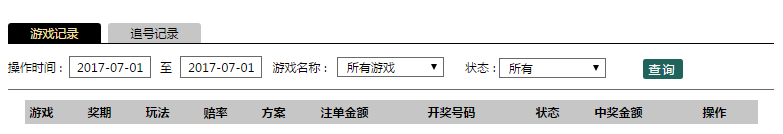 游戏记录 追号记录
操作时间： 2017-07-01 至 2017-07-01 游戏名称： 所有游戏 状态： 所有 查询
游戏 奖期 玩法 赔率 方案 注单金额 开奖号码 状态 中奖金额 操作